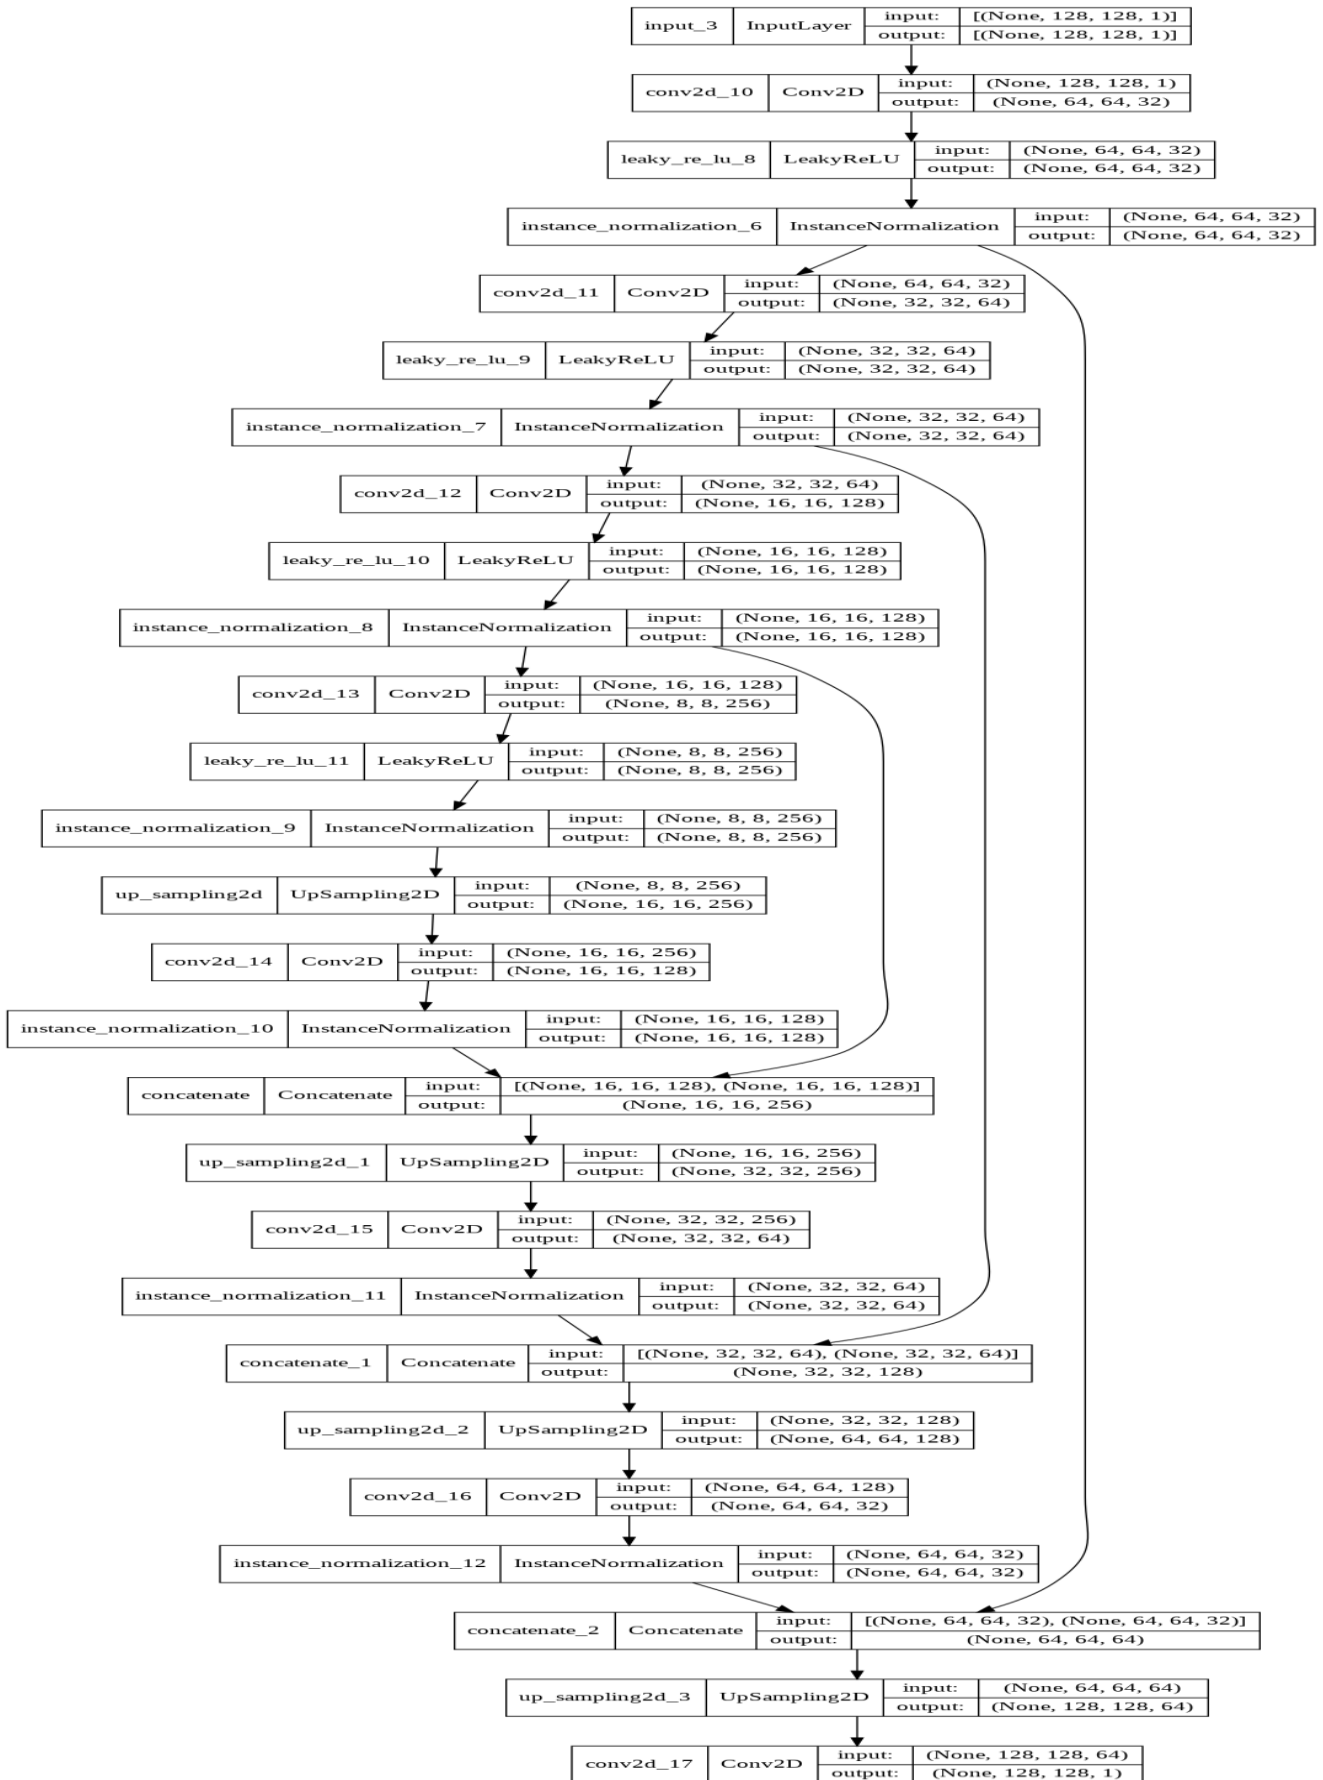 input_3 InputLayer input: [(None, 128, 128, 1)]
output: [(None, 128, 128, 1)]
conv2d_10 Conv2D input: (None, 128, 128, 1)
output: (None, 64, 64, 32)
leaky_re_lu_8 LeakyReLU input: (None, 64, 64, 32)
output: (None, 64, 64, 32)
instance_normalization_6 InstanceNormalization input: (None, 64, 64, 32)
output: (None, 64, 64, 32)
conv2d_11 Conv2D input: (None, 64, 64, 32)
output: (None, 32, 32, 64)
leaky_re_lu_9 LeakyReLU input: (None, 32, 32, 64)
output: (None, 32, 32, 64)
instance_normalization_7 InstanceNormalization input: (None, 32, 32, 64)
output: (None, 32, 32, 64)
conv2d_12 Conv2D input: (None, 32, 32, 64)
output: (None, 16, 16, 128)
leaky_re_lu_10 LeakyReLU input: (None, 16, 16, 128)
output: (None, 16, 16, 128)
instance_normalization_8 InstanceNormalization input: (None, 16, 16, 128)
output: (None, 16, 16, 128)
conv2d_13 Conv2D input: (None, 16, 16, 128)
output: (None, 8, 8, 256)
leaky_re_lu_11 LeakyReLU input: (None, 8, 8, 256)
output: (None, 8, 8, 256)
instance_normalization_9 InstanceNormalization input: (None, 8, 8, 256)
output: (None, 8, 8, 256)
up_sampling2d UpSampling2D input: (None, 8, 8, 256)
output: (None, 16, 16, 256)
conv2d_14 Conv2D input: (None, 16, 16, 256)
output: (None, 16, 16, 128)
instance_normalization_10 InstanceNormalization input: (None, 16, 16, 128)
output: (None, 16, 16, 128)
concatenate Concatenate input: [(None, 16, 16, 128), (None, 16, 16, 128)]
output: (None, 16, 16, 256)
up_sampling2d_1 UpSampling2D input: (None, 16, 16, 256)
output: (None, 32, 32, 256)
conv2d_15 Conv2D input: (None, 32, 32, 256)
output: (None, 32, 32, 64)
instance_normalization_11 InstanceNormalization input: (None, 32, 32, 64)
output: (None, 32, 32, 64)
concatenate_1 Concatenate input: [(None, 32, 32, 64), (None, 32, 32, 64)]
output: (None, 32, 32, 128)
up_sampling2d_2 UpSampling2D input: (None, 32, 32, 128)
output: (None, 64, 64, 128)
conv2d_16 Conv2D input: (None, 64, 64, 128)
output: (None, 64, 64, 32)
instance_normalization_12 InstanceNormalization input: (None, 64, 64, 32)
output: (None, 64, 64, 32)
concatenate_2 Concatenate input: [(None, 64, 64, 32), (None, 64, 64, 32)]
output: (None, 64, 64, 64)
up_sampling2d_3 UpSampling2D input: (None, 64, 64, 64)
output: (None, 128, 128, 64)
conv2d_17 Conv2D input: (None, 128, 128, 64)
output: (None, 128, 128, 1)